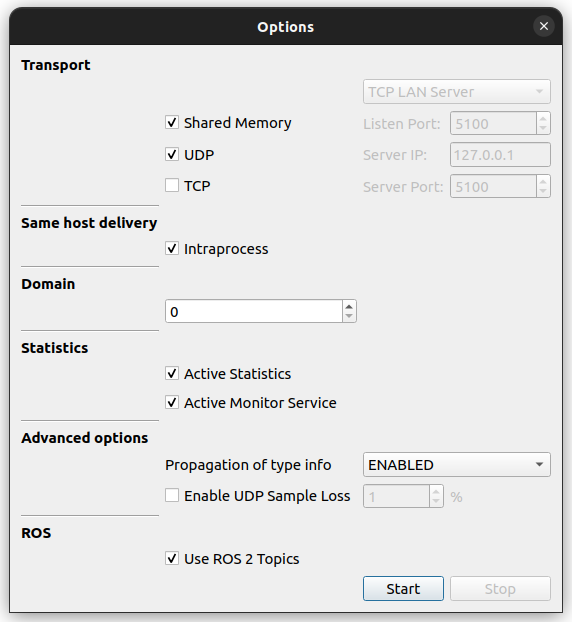 Options
Transport
TCP LAN Server
Shared Memory Listen Port: 5100
UDP Server IP: 127.0.0.1
TCP Server Port: 5100
Same host delivery
Intraprocess
Domain
0
Statistics
Active Statistics
Active Monitor Service
Advanced options
Propagation of type info ENABLED
Enable UDP Sample Loss 1 %
ROS
Use ROS 2 Topics
Start Stop